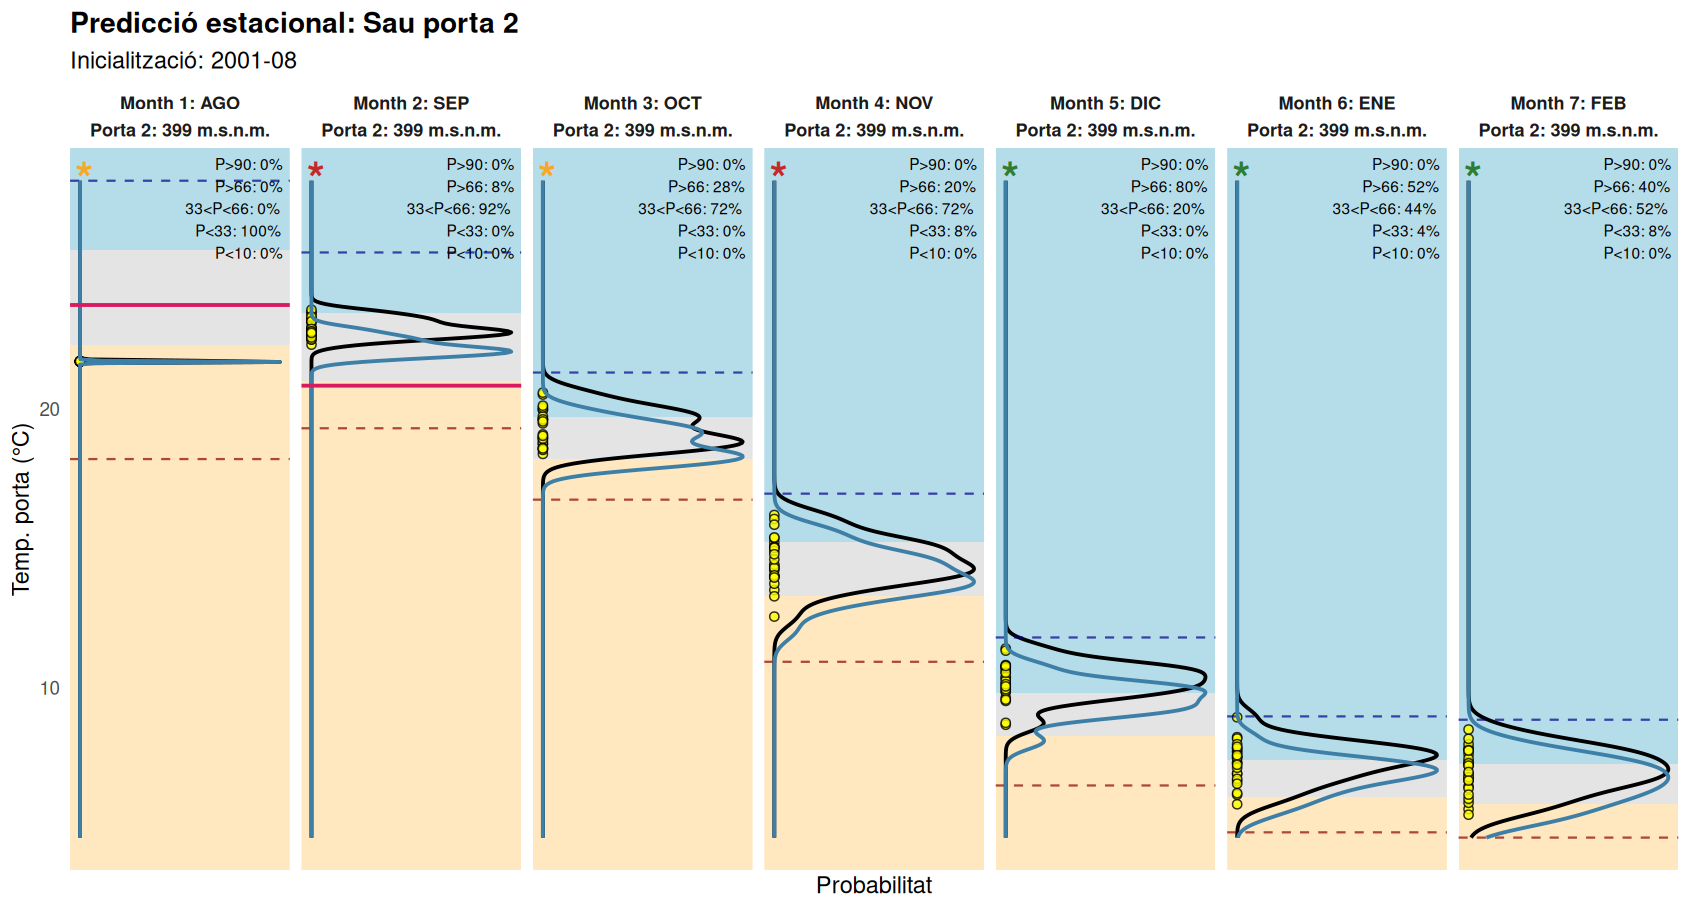 Predicció estacional: Sau porta 2
Inicialització: 2001-08
Month 1: AGO
Porta 2: 399 m.s.n.m.
Month 2: SEP
Porta 2: 399 m.s.n.m.
Month 3: OCT
Porta 2: 399 m.s.n.m.
Month 4: NOV
Porta 2: 399 m.s.n.m.
Month 5: DIC
Porta 2: 399 m.s.n.m.
Month 6: ENE
Porta 2: 399 m.s.n.m.
Month 7: FEB
Porta 2: 399 m.s.n.m.
*
P>90: 0%
P>66: 0%
33<P<66: 0%
P<33: 100%
P<10: 0%
*
P>90: 0%
P>66: 8%
33<P<66: 92%
P<33: 0%
P<10: 0%
*
P>90: 0%
P>66: 28%
33<P<66: 72%
P<33: 0%
P<10: 0%
*
P>90: 0%
P>66: 20%
33<P<66: 72%
P<33: 8%
P<10: 0%
*
P>90: 0%
P>66: 80%
33<P<66: 20%
P<33: 0%
P<10: 0%
*
P>90: 0%
P>66: 52%
33<P<66: 44%
P<33: 4%
P<10: 0%
*
P>90: 0%
P>66: 40%
33<P<66: 52%
P<33: 8%
P<10: 0%
Temp. porta (°C)
20
10
Probabilitat